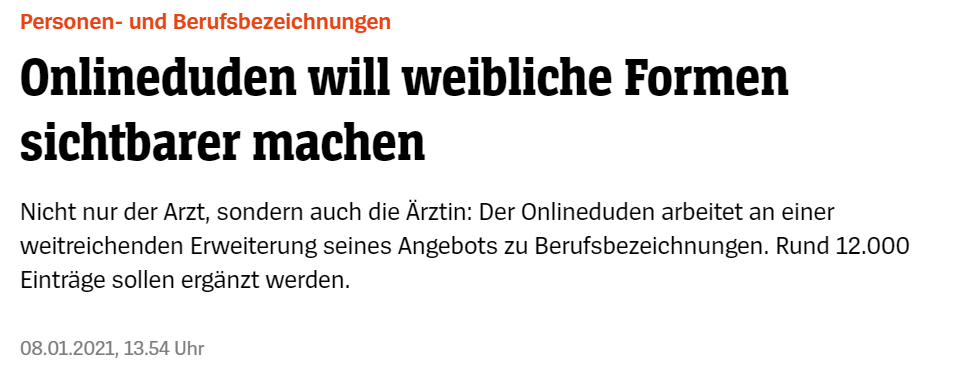 Personen- und Berufsbezeichnungen
Onlineduden will weibliche Formen
sichtbarer machen
Nicht nur der Arzt, sondern auch die Ärztin: Der Onlineduden arbeitet an einer
weitreichenden Erweiterung seines Angebots zu Berufsbezeichnungen. Rund 12.000
Einträge sollen ergänzt werden.
08.01.2021, 13.54 Uhr